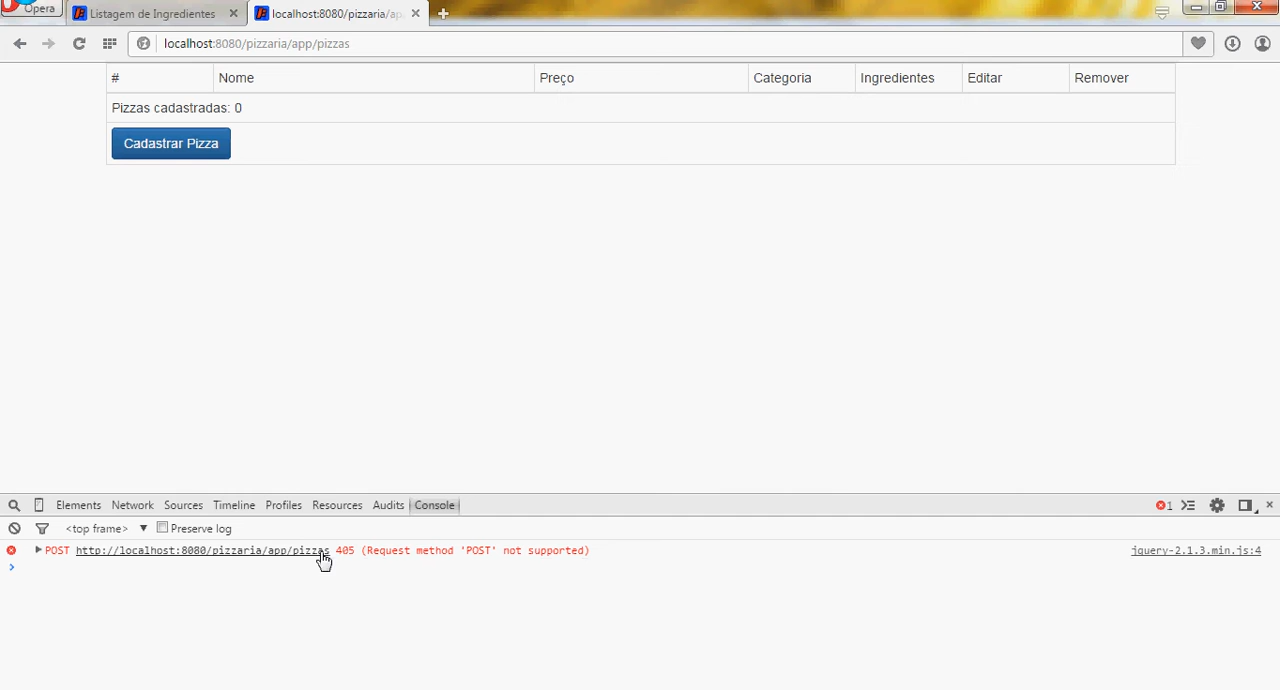 Opera
Listagem de Ingredientes
localhost:8080/pizzaria/ap
localhost:8080/pizzaria/app/pizzas
# Nome Preço Categoria Ingredientes Editar Remover
Pizzas cadastradas: 0
Cadastrar Pizza
Elements Network Sources Timeline Profiles Resources Audits Console 1
<top frame> Preserve log
POST http://localhost:8080/pizzaria/app/pizzas 405 (Request method 'POST' not supported) jquery-2.1.3.min.js:4